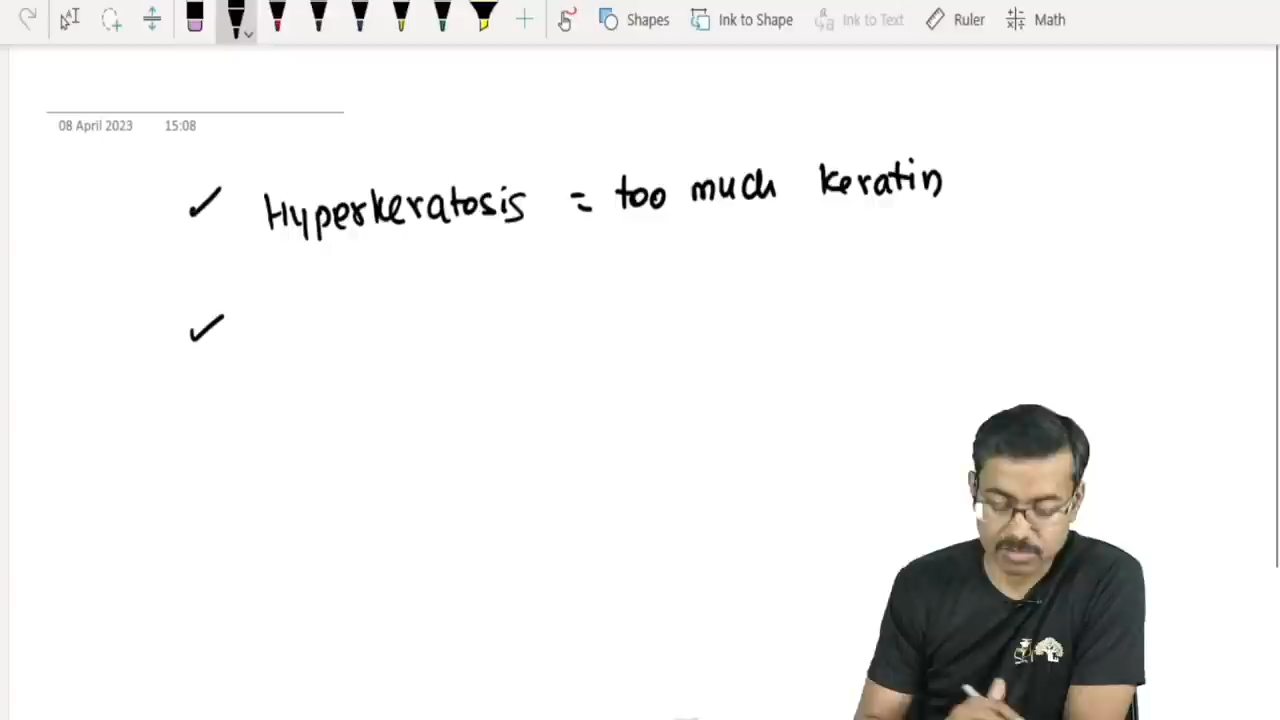 Shapes Ink to Shape Ink to Text Ruler Math
08 April 2023 15:08
✓ Hyperkeratosis = too much keratin
✓